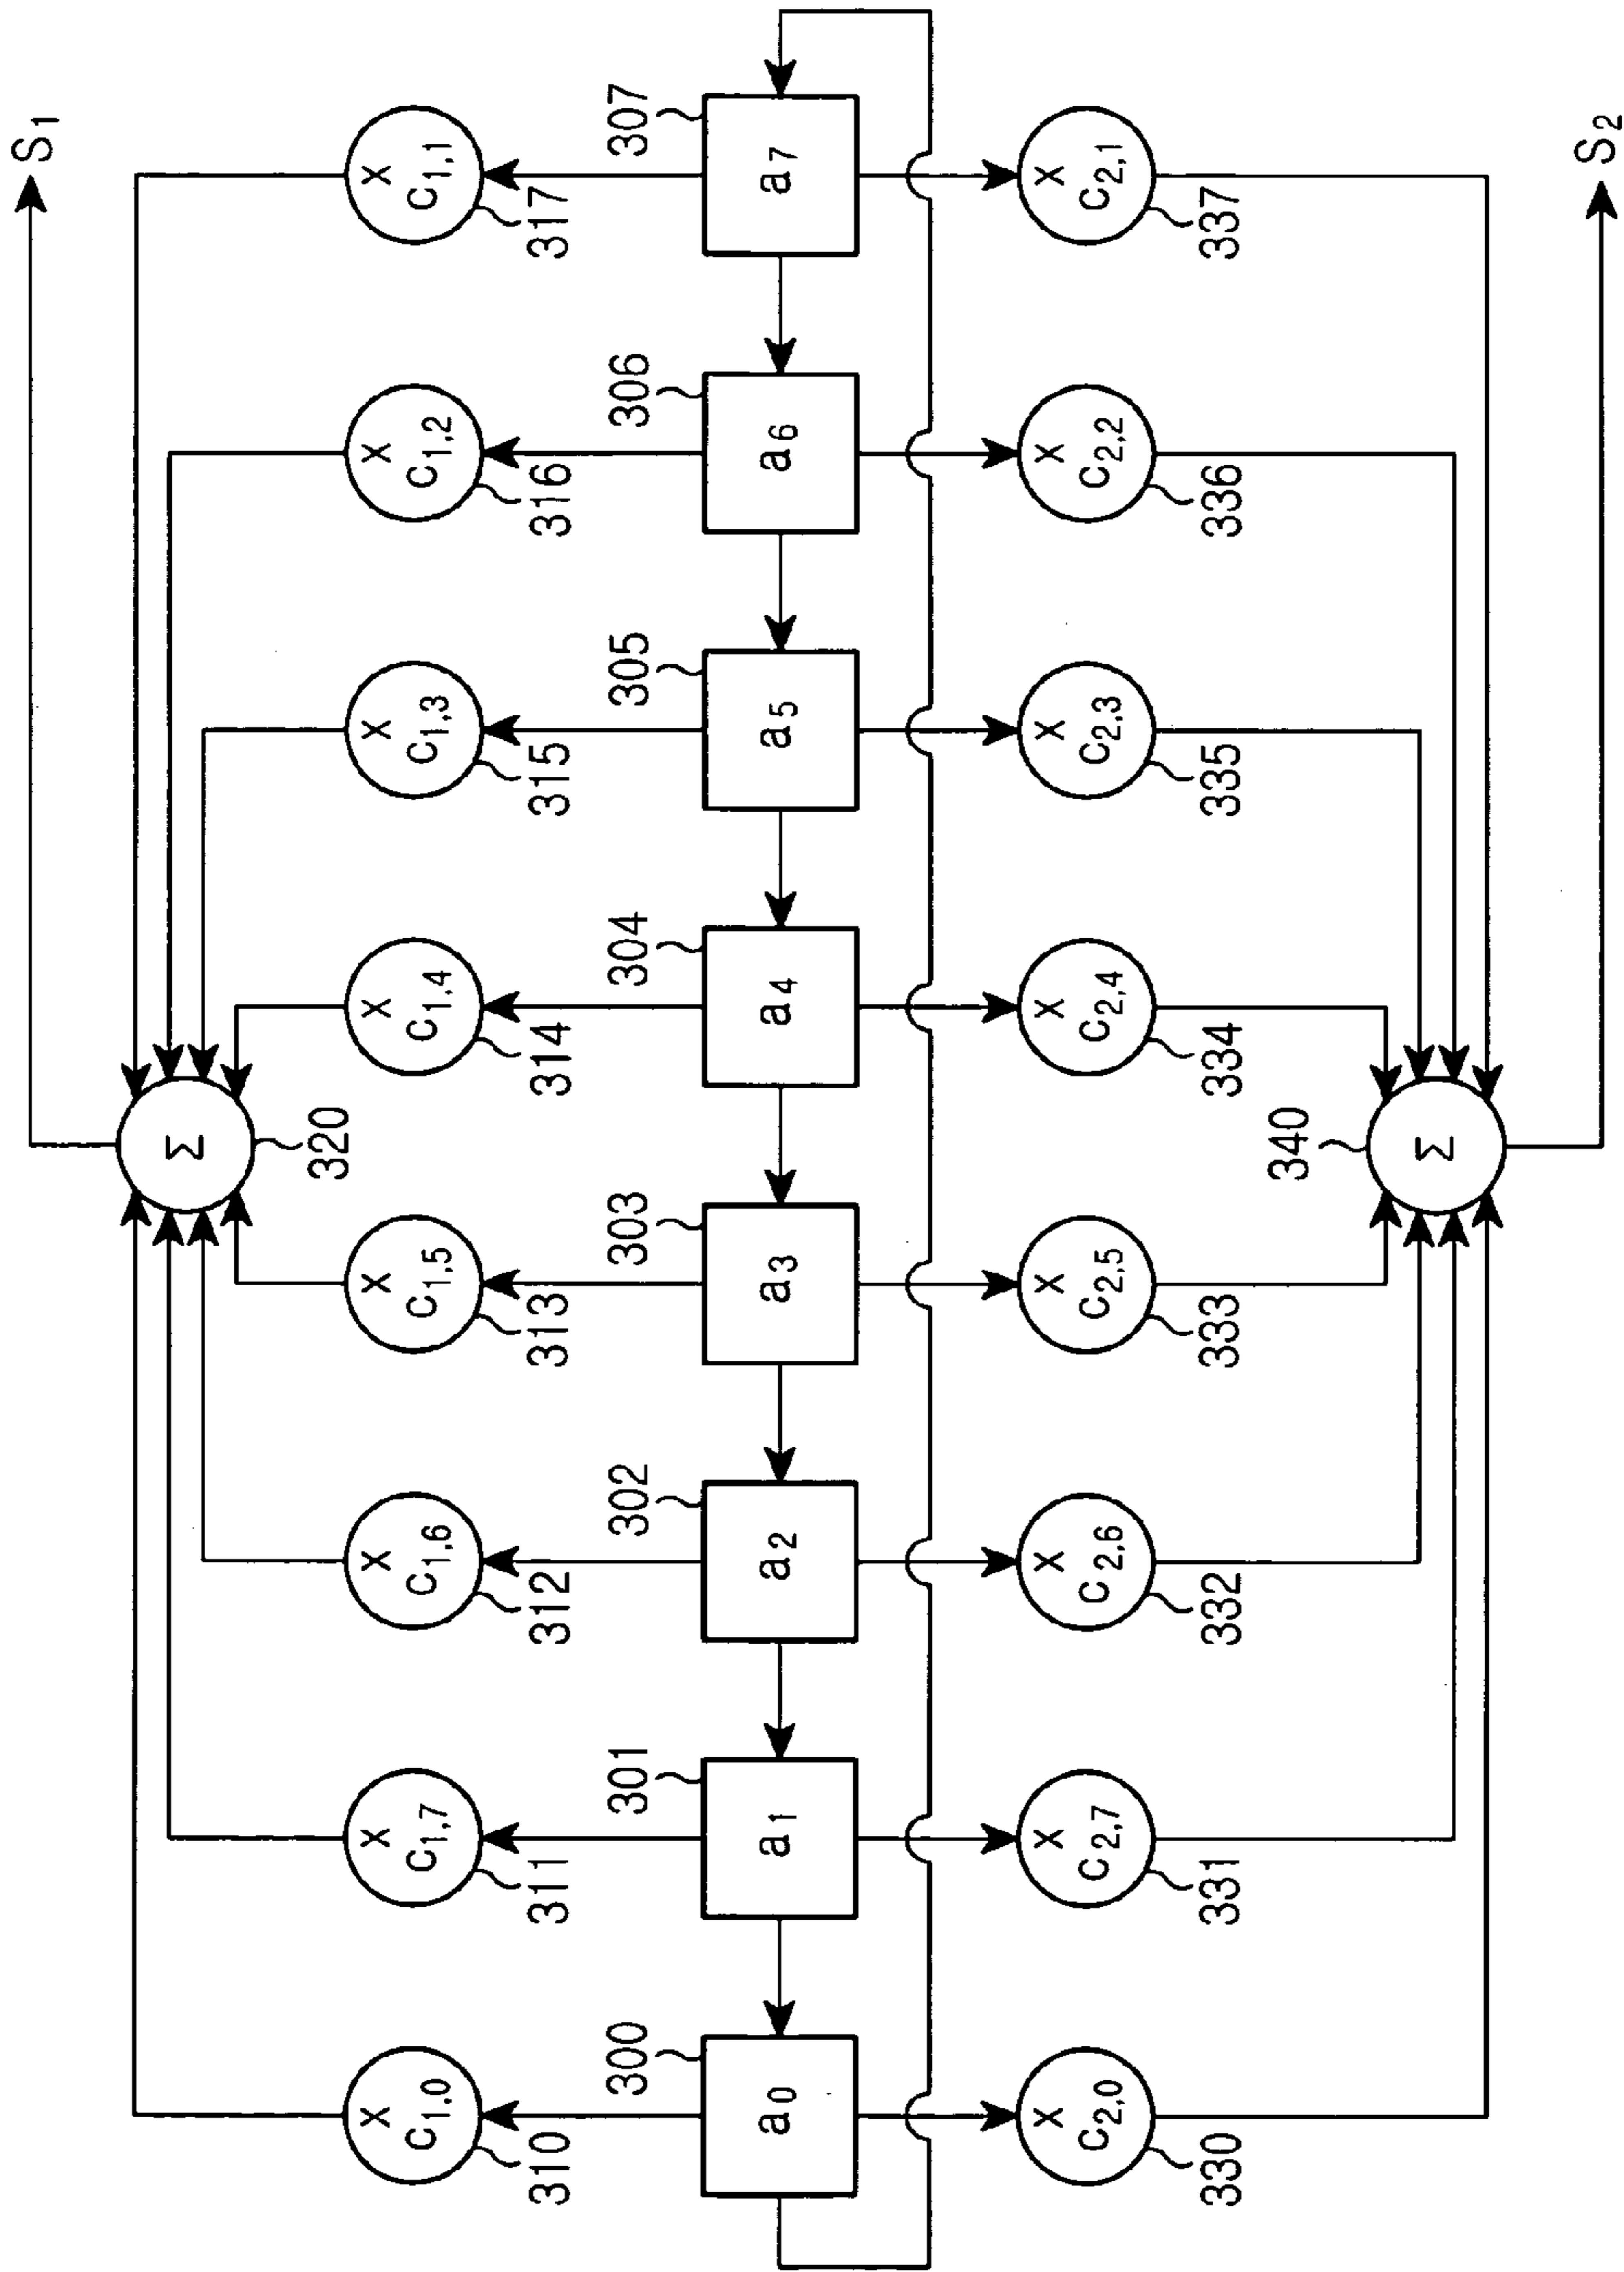 S1
Σ
320
X X X X X X X X
C1,0 C1,7 C1,6 C1,5 C1,4 C1,3 C1,2 C1,1
310 311 312 313 314 315 316 317
300 301 302 303 304 305 306 307
a0 a1 a2 a3 a4 a5 a6 a7
X X X X X X X X
C2,0 C2,7 C2,6 C2,5 C2,4 C2,3 C2,2 C2,1
330 331 332 333 334 335 336 337
340
Σ
S2